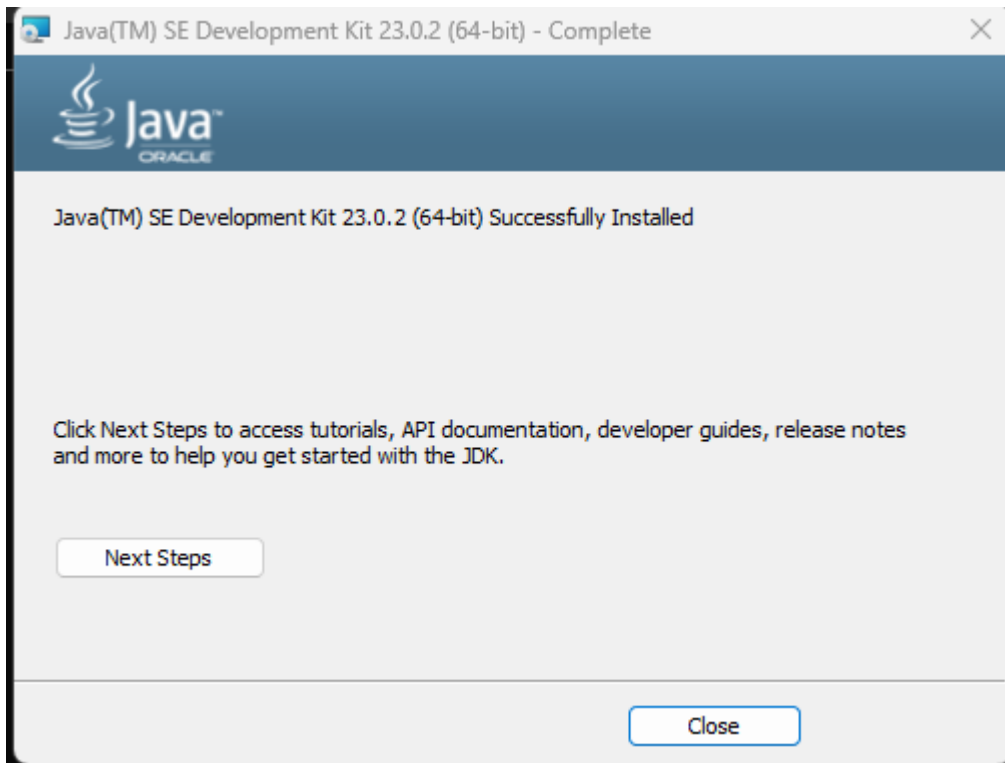 Java(TM) SE Development Kit 23.0.2 (64-bit) - Complete
Java™
ORACLE
Java(TM) SE Development Kit 23.0.2 (64-bit) Successfully Installed
Click Next Steps to access tutorials, API documentation, developer guides, release notes
and more to help you get started with the JDK.
Next Steps
Close